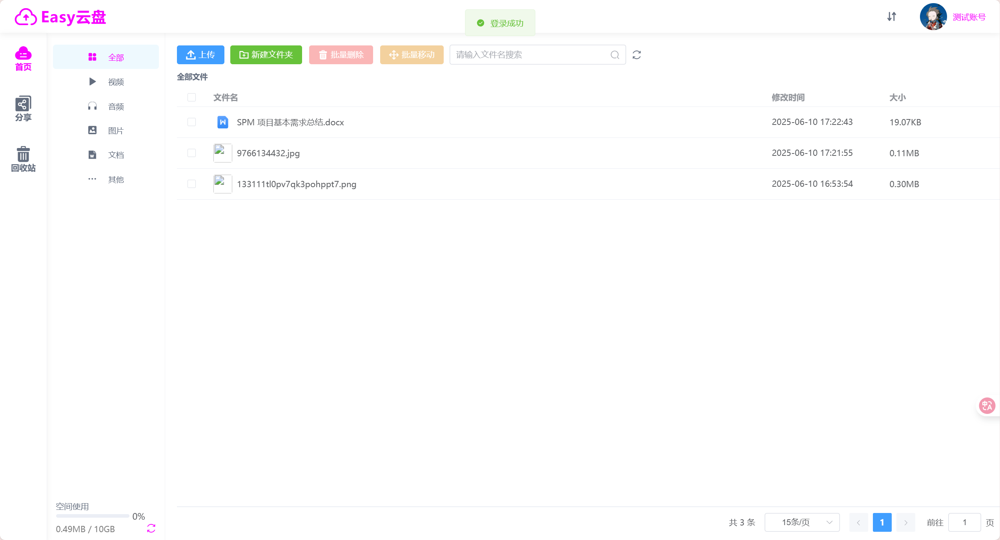 Easy云盘
登录成功
测试账号
首页
分享
回收站
全部
视频
音频
图片
文档
其他
空间使用
0%
0.49MB / 10GB
上传
新建文件夹
批量删除
批量移动
请输入文件名搜索
全部文件
文件名 修改时间 大小
SPM 项目基本需求总结.docx 2025-06-10 17:22:43 19.07KB
9766134432.jpg 2025-06-10 17:21:55 0.11MB
133111tl0pv7qk3pohppt7.png 2025-06-10 16:53:54 0.30MB
中A
共 3 条 15条/页 1 前往 1 页